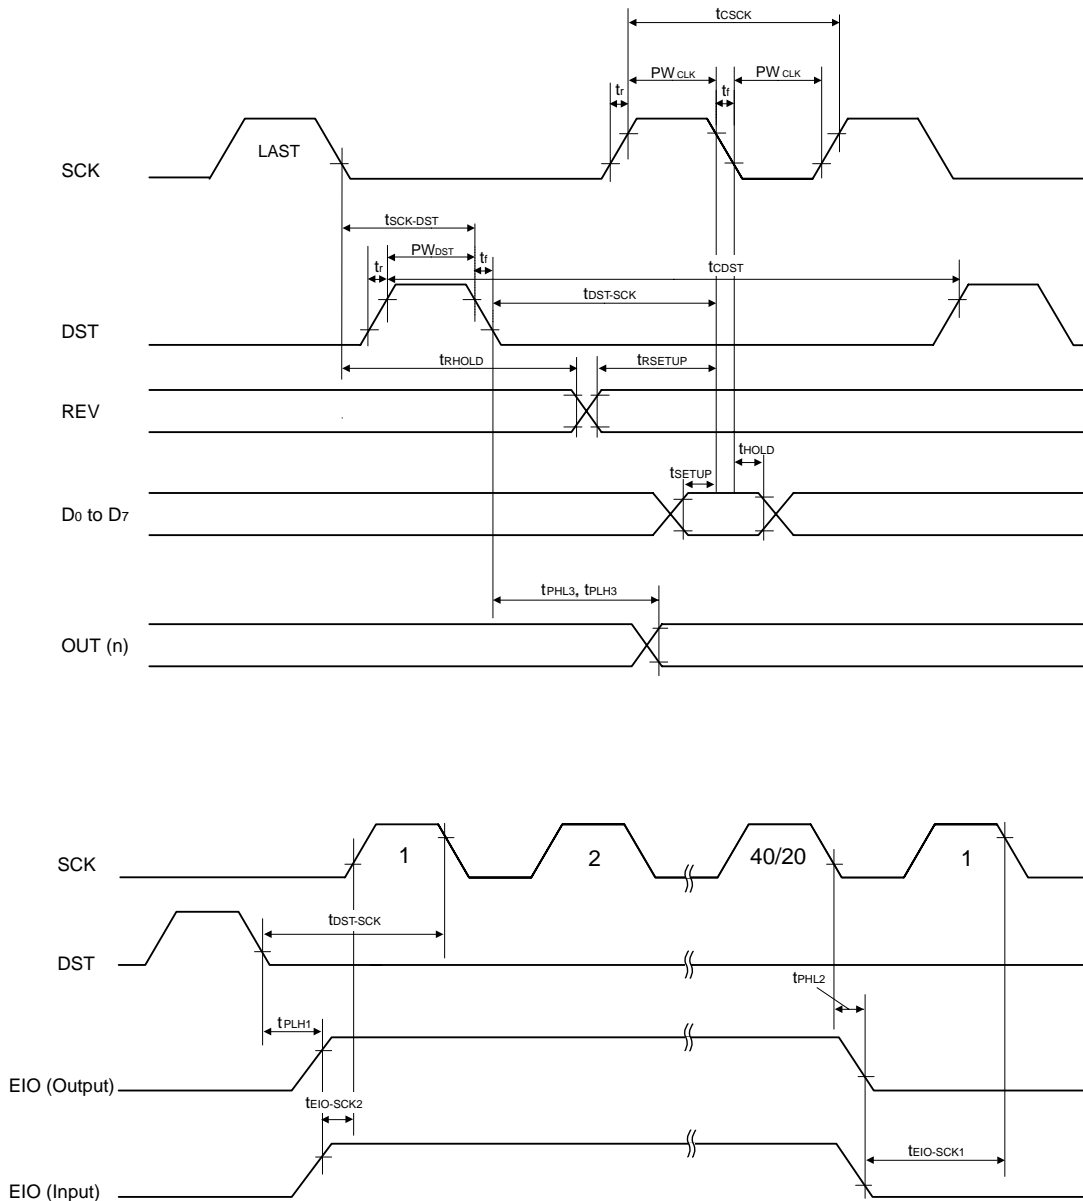 tCSCK
PWCLK PWCLK
tr tf
LAST
SCK
tSCK-DST
PWDST tf
tr tCDST
tDST-SCK
DST
tRHOLD tRSETUP
REV
tHOLD
tSETUP
D0 to D7
tPHL3, tPLH3
OUT (n)
1 2 40/20 1
SCK
tDST-SCK
DST
tPHL2
tPLH1
EIO (Output)
tEIO-SCK2
tEIO-SCK1
EIO (Input)